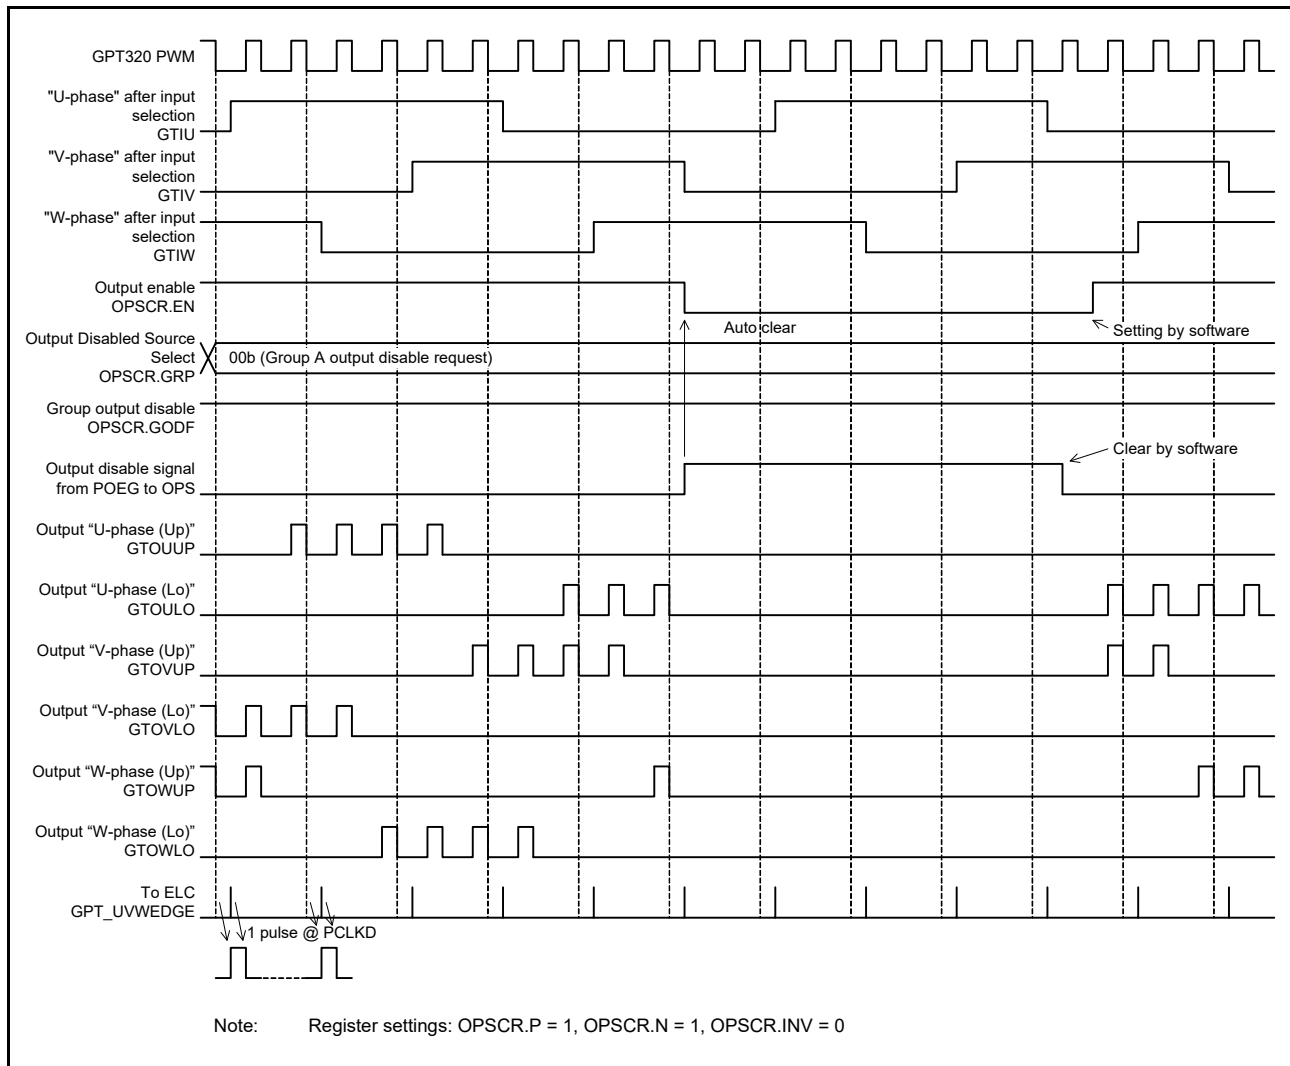 GPT320 PWM
"U-phase" after input
selection
GTIU
"V-phase" after input
selection
GTIV
"W-phase" after input
selection
GTIW
Output enable
OPSCR.EN
Auto clear
Setting by software
Output Disabled Source
Select
OPSCR.GRP
00b (Group A output disable request)
Group output disable
OPSCR.GODF
Clear by software
Output disable signal
from POEG to OPS
Output “U-phase (Up)”
GTOUUP
Output “U-phase (Lo)”
GTOULO
Output “V-phase (Up)”
GTOVUP
Output “V-phase (Lo)”
GTOVLO
Output “W-phase (Up)”
GTOWUP
Output “W-phase (Lo)”
GTOWLO
To ELC
GPT_UVWEDGE
1 pulse @ PCLKD
Note: Register settings: OPSCR.P = 1, OPSCR.N = 1, OPSCR.INV = 0